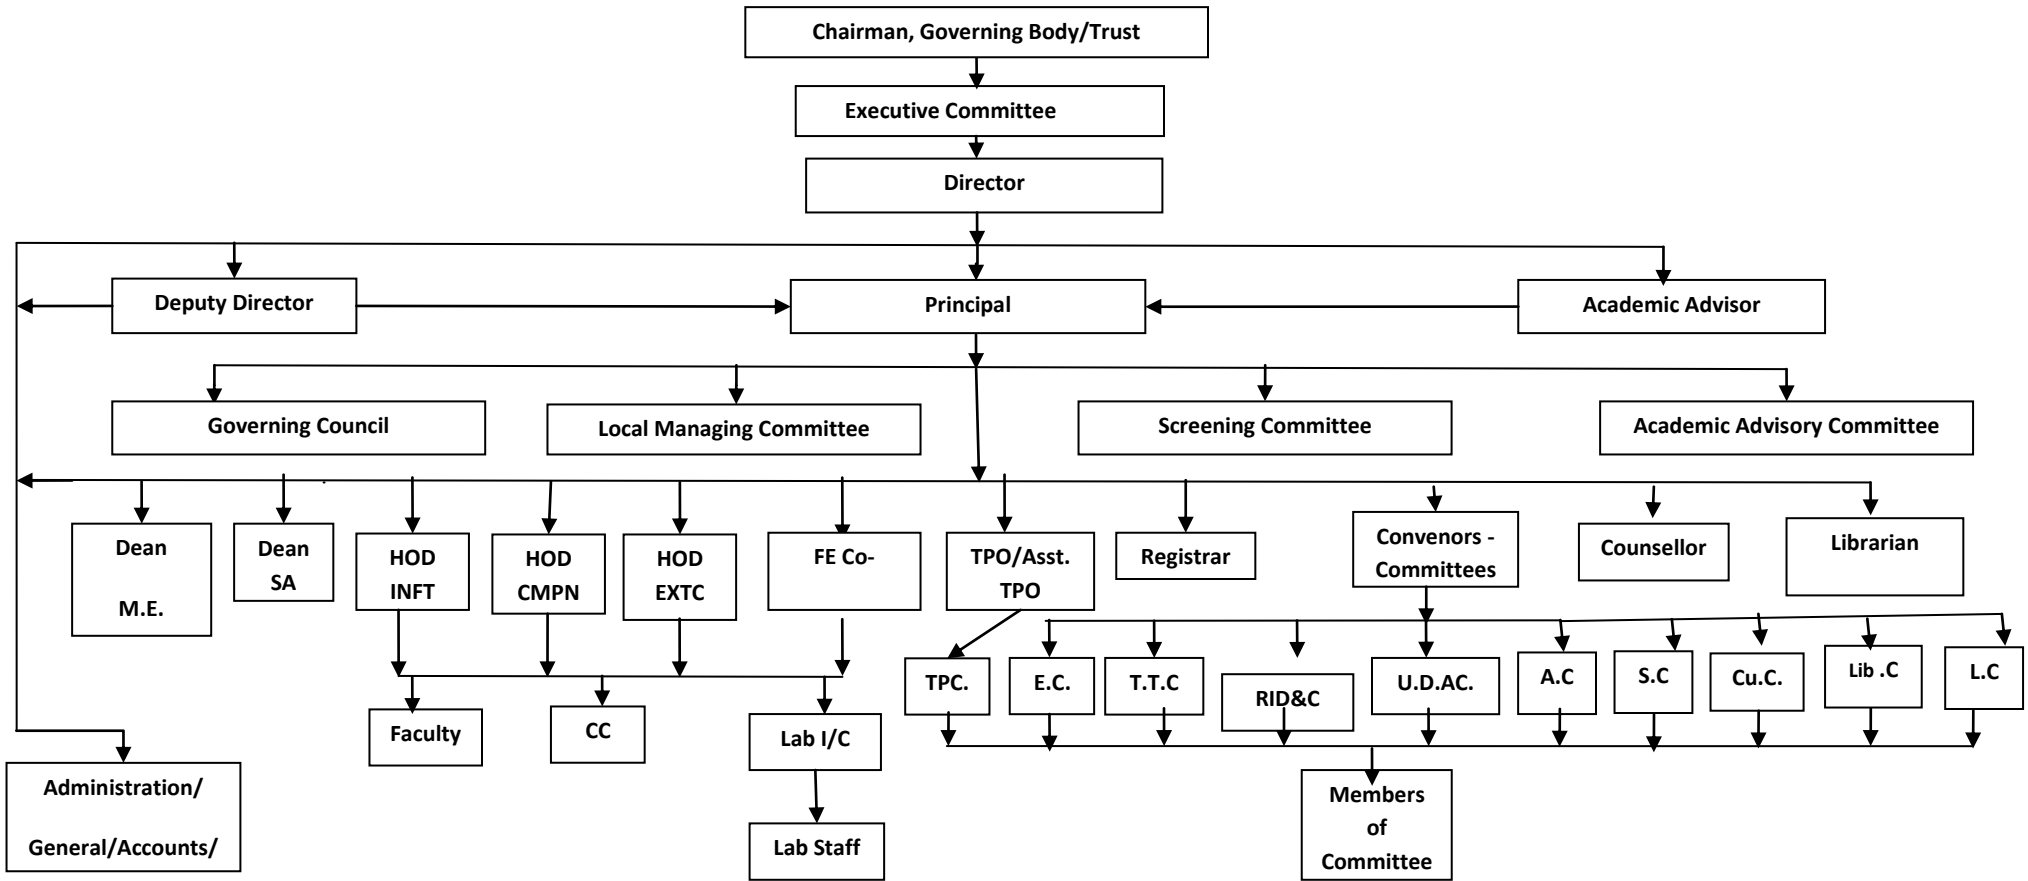 Chairman, Governing Body/Trust
Executive Committee
Director
Deputy Director
Principal
Academic Advisor
Governing Council
Local Managing Committee
Screening Committee
Academic Advisory Committee
Dean
M.E.
Dean
SA
HOD
INFT
HOD
CMPN
HOD
EXTC
FE Co-
TPO/Asst.
TPO
Registrar
Convenors -
Committees
Counsellor
Librarian
TPC.
E.C.
T.T.C
RID&C
U.D.AC.
A.C
S.C
Cu.C.
Lib .C
L.C
Faculty
CC
Lab I/C
Administration/
General/Accounts/
Lab Staff
Members
of
Committee